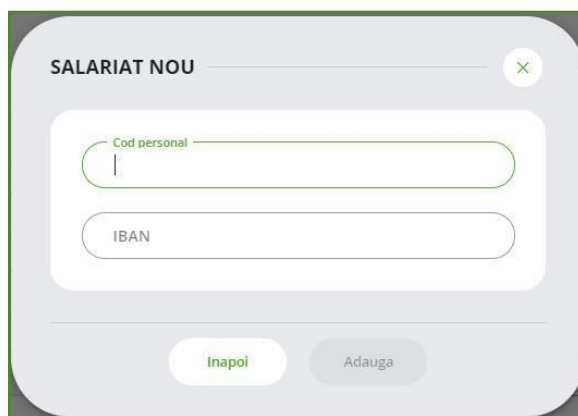 SALARIAT NOU
Cod personal
IBAN
Inapoi
Adauga